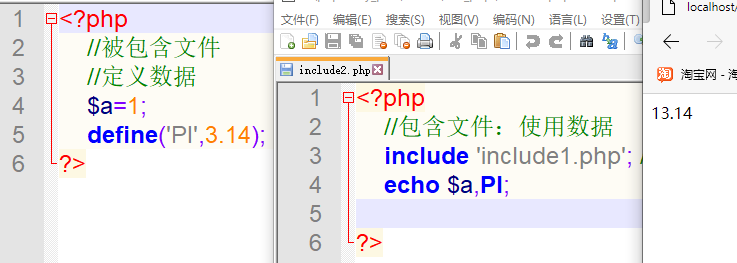 1 <?php
2 //被包含文件
3 //定义数据
4 $a=1;
5 define('PI',3.14);
6 ?>
文件(F) 编辑(E) 搜索(S) 视图(V) 编码(N) 语言(L) 设置(T)
include2.php
1 <?php
2 //包含文件：使用数据
3 include 'include1.php'; /
4 echo $a,PI;
5
6 ?>
localhost/
淘 淘宝网 -
13.14